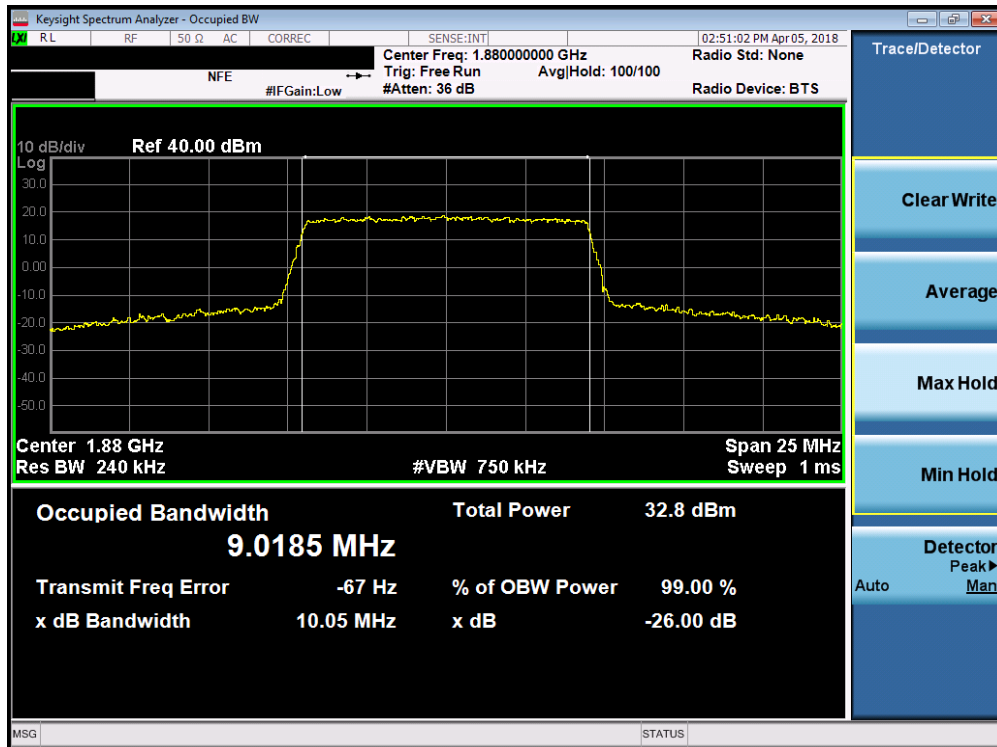 Keysight Spectrum Analyzer - Occupied BW
LXI RL RF 50 Ω AC CORREC SENSE:INT 02:51:02 PM Apr 05, 2018
Center Freq: 1.880000000 GHz Radio Std: None
NFE Trig: Free Run Avg|Hold: 100/100
#IFGain:Low #Atten: 36 dB Radio Device: BTS
10 dB/div Ref 40.00 dBm
Log
30.0
20.0
10.0
0.00
-10.0
-20.0
-30.0
-40.0
-50.0
Center 1.88 GHz Span 25 MHz
Res BW 240 kHz #VBW 750 kHz Sweep 1 ms
Occupied Bandwidth Total Power 32.8 dBm
9.0185 MHz
Transmit Freq Error -67 Hz % of OBW Power 99.00 %
x dB Bandwidth 10.05 MHz x dB -26.00 dB
MSG STATUS
Trace/Detector
Clear Write
Average
Max Hold
Min Hold
Detector
Peak▶
Auto Man